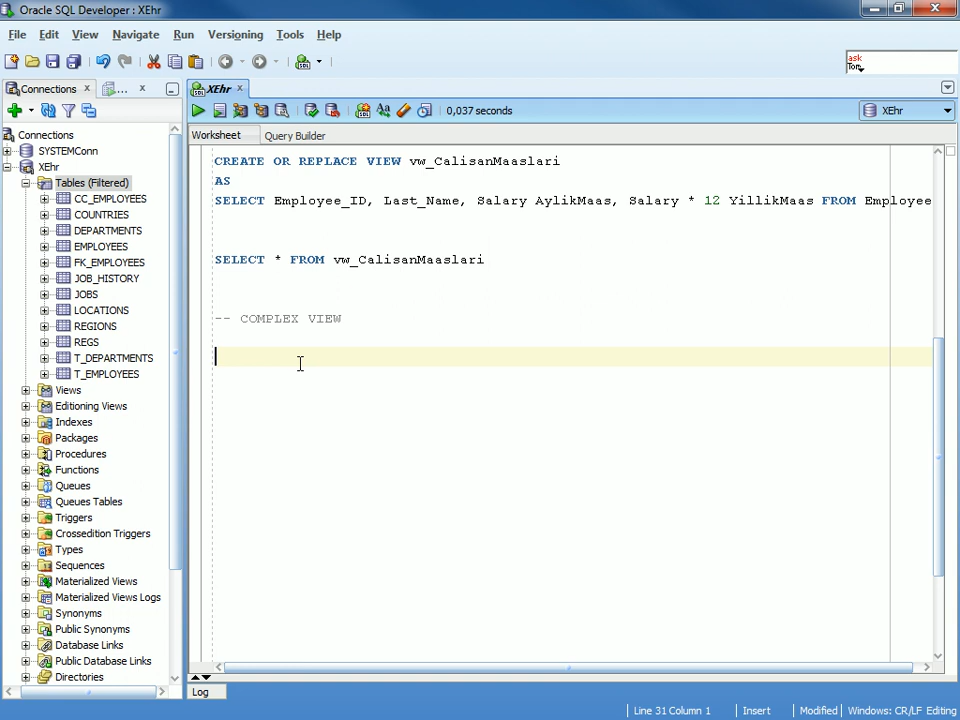 Oracle SQL Developer : XEhr
File Edit View Navigate Run Versioning Tools Help
ask
Tom
Connections
...
XEhr
0,037 seconds
XEhr
Worksheet Query Builder
Connections
SYSTEMConn
XEhr
Tables (Filtered)
CC_EMPLOYEES
COUNTRIES
DEPARTMENTS
EMPLOYEES
FK_EMPLOYEES
JOB_HISTORY
JOBS
LOCATIONS
REGIONS
REGS
T_DEPARTMENTS
T_EMPLOYEES
Views
Editioning Views
Indexes
Packages
Procedures
Functions
Queues
Queues Tables
Triggers
Crossedition Triggers
Types
Sequences
Materialized Views
Materialized Views Logs
Synonyms
Public Synonyms
Database Links
Public Database Links
Directories
CREATE OR REPLACE VIEW vw_CalisanMaaslari
AS
SELECT Employee_ID, Last_Name, Salary AylikMaas, Salary * 12 YillikMaas FROM Employee
SELECT * FROM vw_CalisanMaaslari
-- COMPLEX VIEW
Log
Line 31 Column 1 Insert Modified Windows: CR/LF Editing